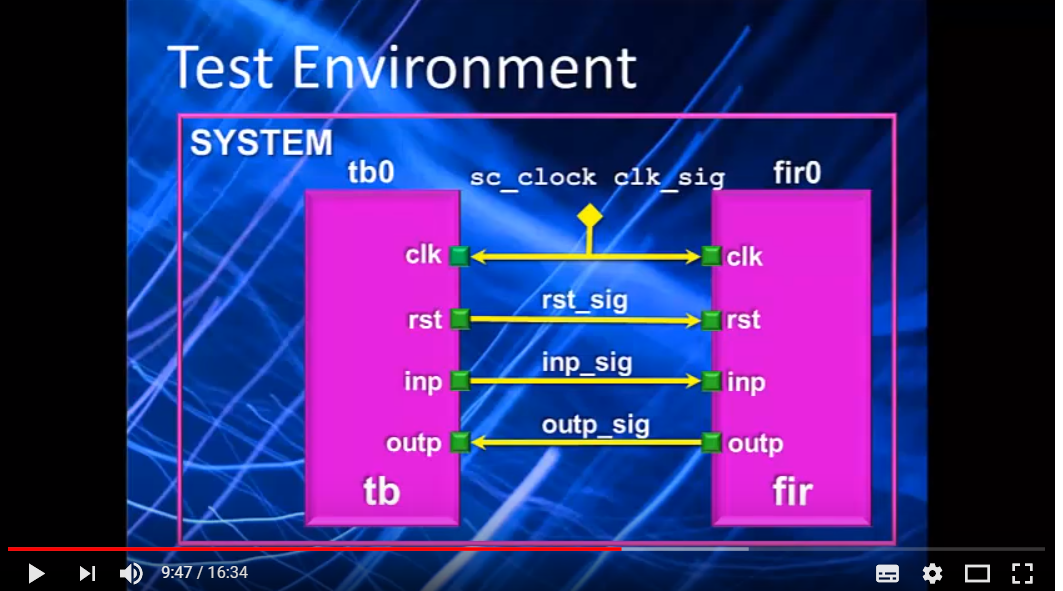 Test Environment
SYSTEM
tb0
sc_clock clk_sig
fir0
clk
clk
rst
rst_sig
rst
inp
inp_sig
inp
outp
outp_sig
outp
tb
fir
9:47 / 16:34